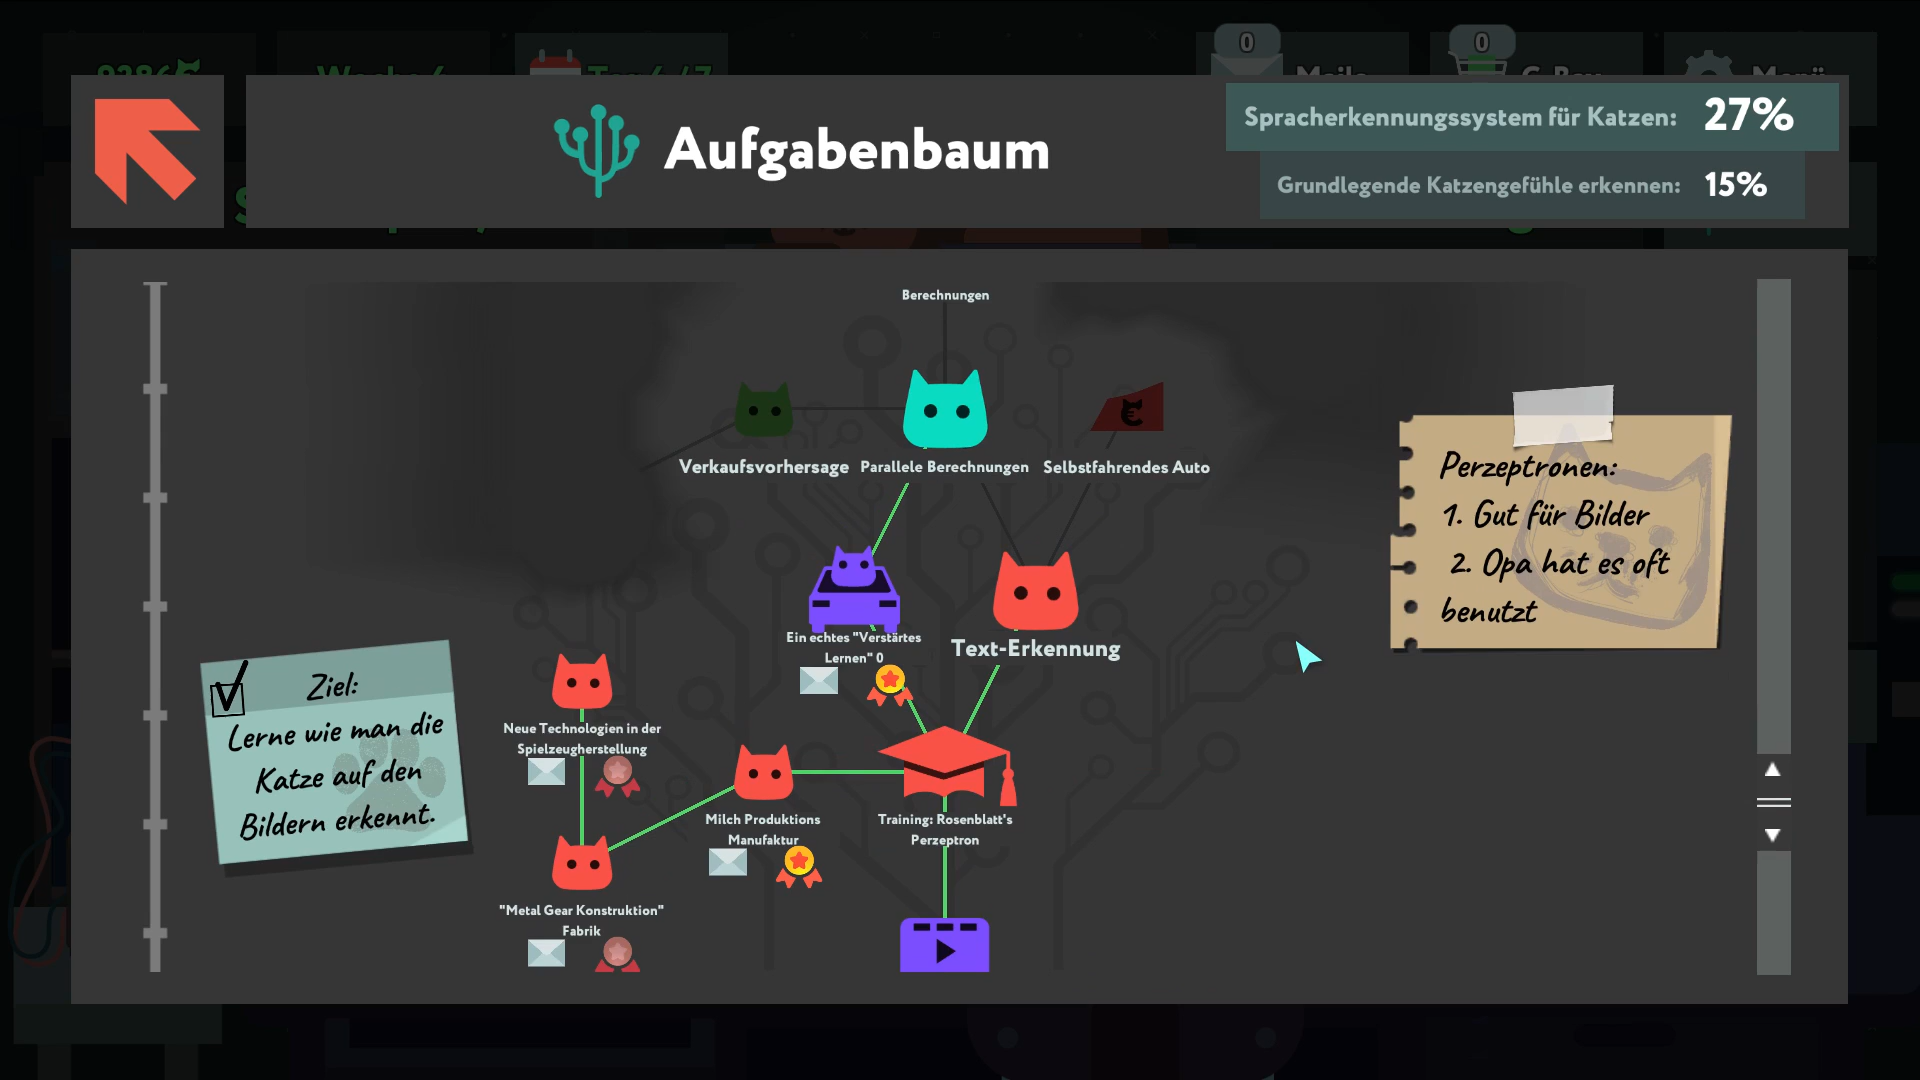 0
0
Aufgabenbaum
Spracherkennungssystem für Katzen: 27%
Grundlegende Katzengefühle erkennen: 15%
Berechnungen
Verkaufsvorhersage
Parallele Berechnungen
Selbstfahrendes Auto
Perzeptronen:
1. Gut für Bilder
2. Opa hat es oft
benutzt
Ein echtes "Verstärtes
Lernen" 0
Text-Erkennung
Ziel:
Lerne wie man die
Katze auf den
Bildern erkennt.
Neue Technologien in der
Spielzeugherstellung
Milch Produktions
Manufaktur
Training: Rosenblatt's
Perzeptron
"Metal Gear Konstruktion"
Fabrik